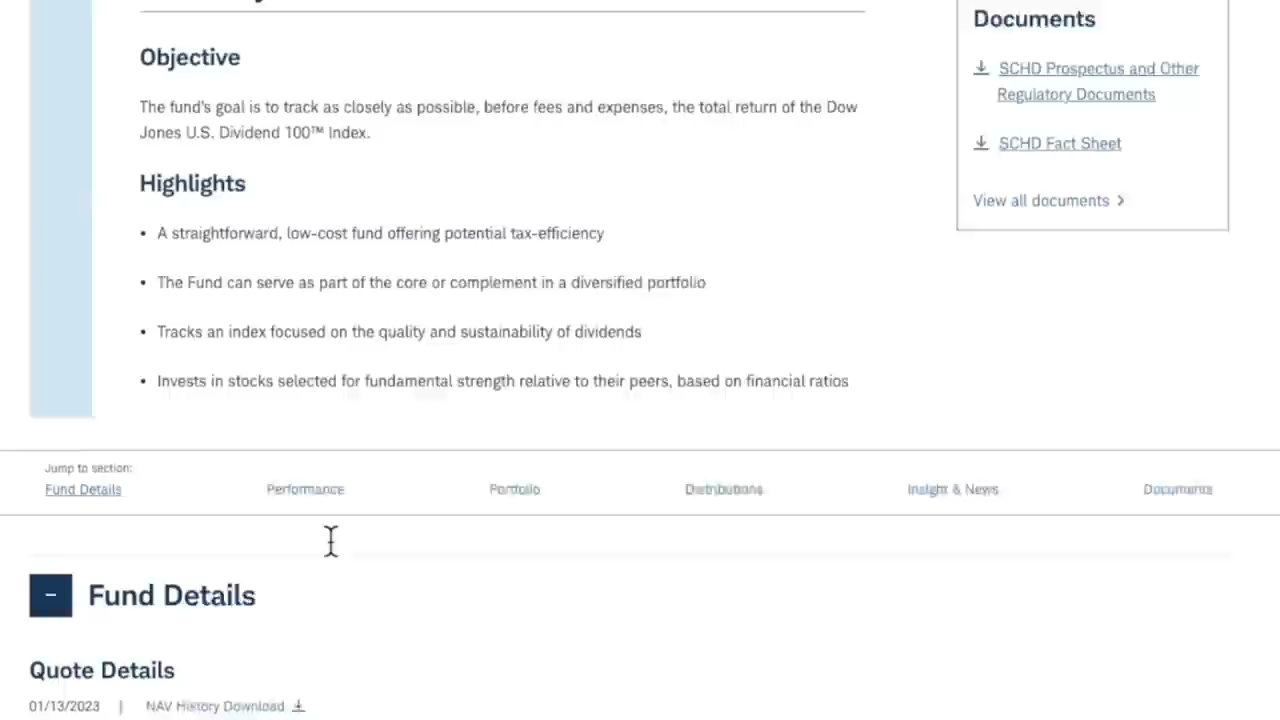 Objective
The fund's goal is to track as closely as possible, before fees and expenses, the total return of the Dow
Jones U.S. Dividend 100™ Index.
Highlights
• A straightforward, low-cost fund offering potential tax-efficiency
• The Fund can serve as part of the core or complement in a diversified portfolio
• Tracks an index focused on the quality and sustainability of dividends
• Invests in stocks selected for fundamental strength relative to their peers, based on financial ratios
Documents
SCHD Prospectus and Other
Regulatory Documents
SCHD Fact Sheet
View all documents >
Jump to section:
Fund Details Performance Portfolio Distributions Insight & News Documents
Fund Details
Quote Details
01/13/2023 | NAV History Download